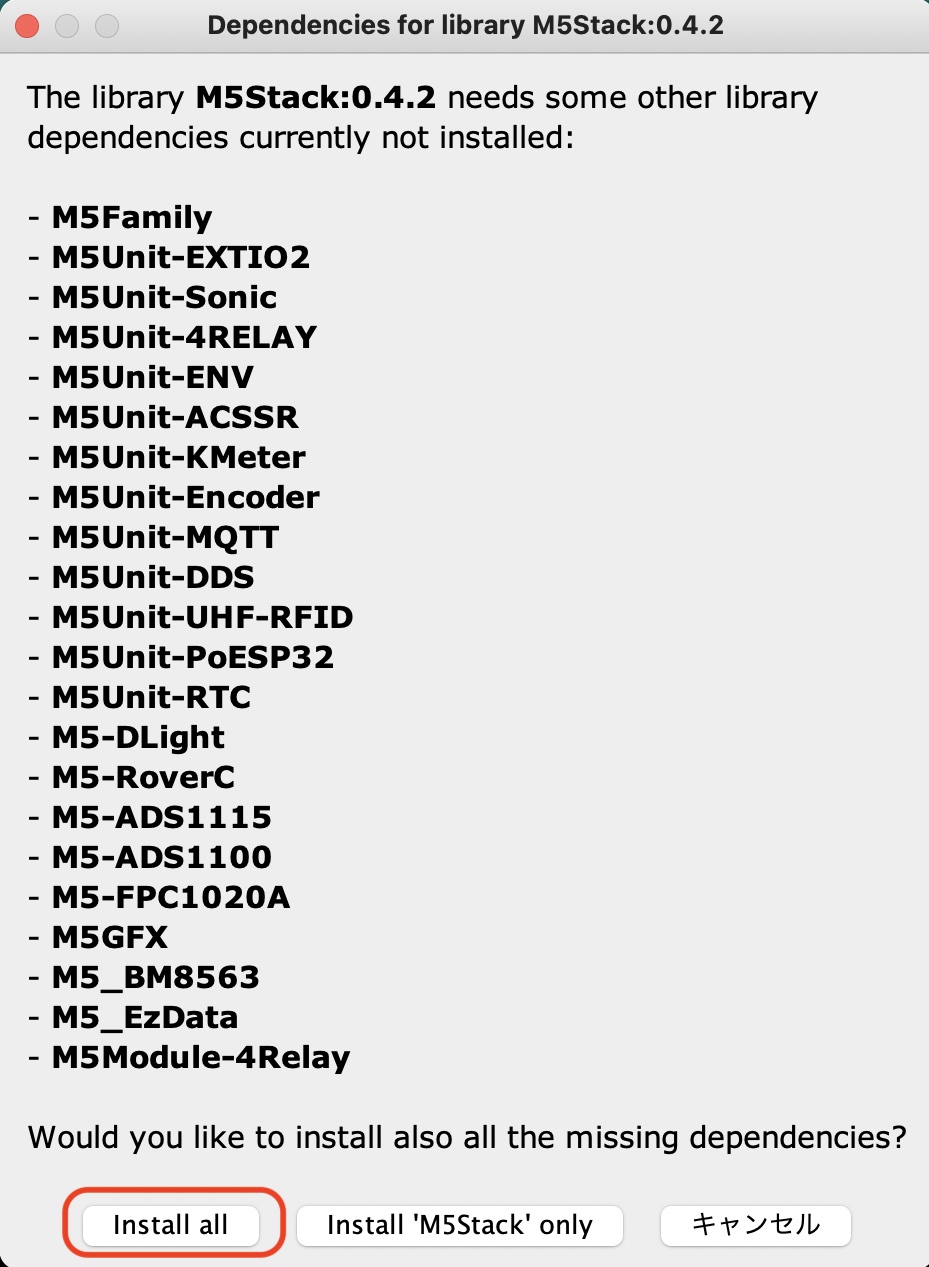 Dependencies for library M5Stack:0.4.2
The library M5Stack:0.4.2 needs some other library
dependencies currently not installed:
- M5Family
- M5Unit-EXTIO2
- M5Unit-Sonic
- M5Unit-4RELAY
- M5Unit-ENV
- M5Unit-ACSSR
- M5Unit-KMeter
- M5Unit-Encoder
- M5Unit-MQTT
- M5Unit-DDS
- M5Unit-UHF-RFID
- M5Unit-PoESP32
- M5Unit-RTC
- M5-DLight
- M5-RoverC
- M5-ADS1115
- M5-ADS1100
- M5-FPC1020A
- M5GFX
- M5_BM8563
- M5_EzData
- M5Module-4Relay
Would you like to install also all the missing dependencies?
Install all
Install 'M5Stack' only
キャンセル